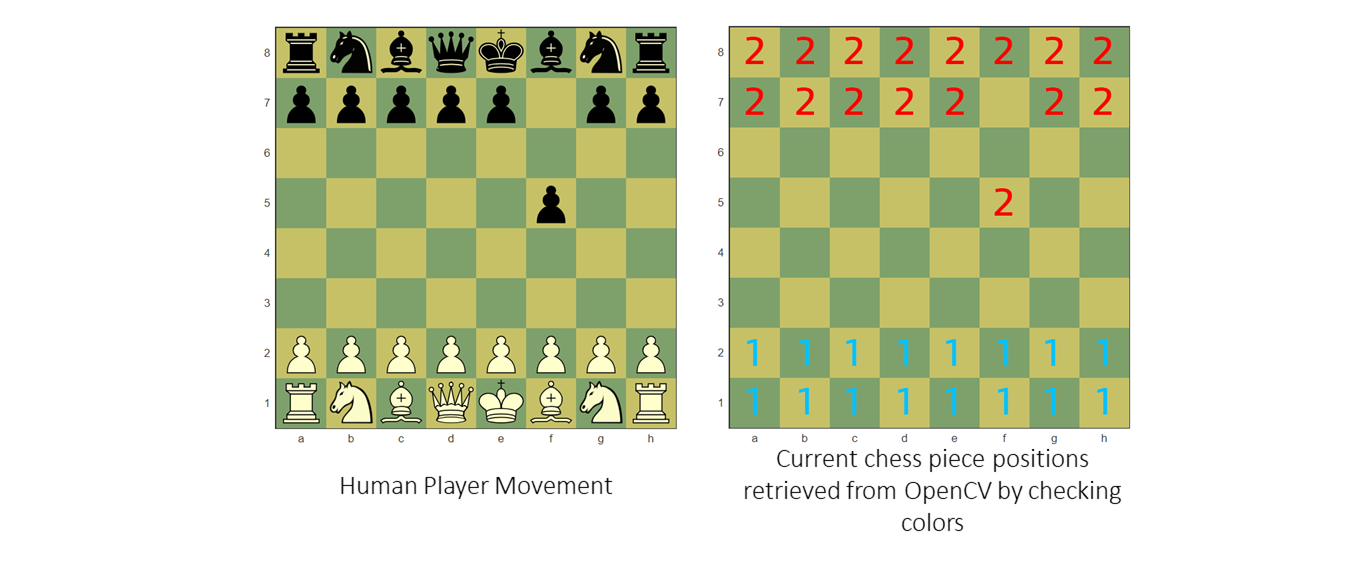 8 2 2 2 2 2 2 2 2
7 2 2 2 2 2 2 2
6
5 2
4
3
2 1 1 1 1 1 1 1 1
1 1 1 1 1 1 1 1 1
a b c d e f g h
8
7
6
5
4
3
2
1
a b c d e f g h
Human Player Movement
Current chess piece positions
retrieved from OpenCV by checking
colors